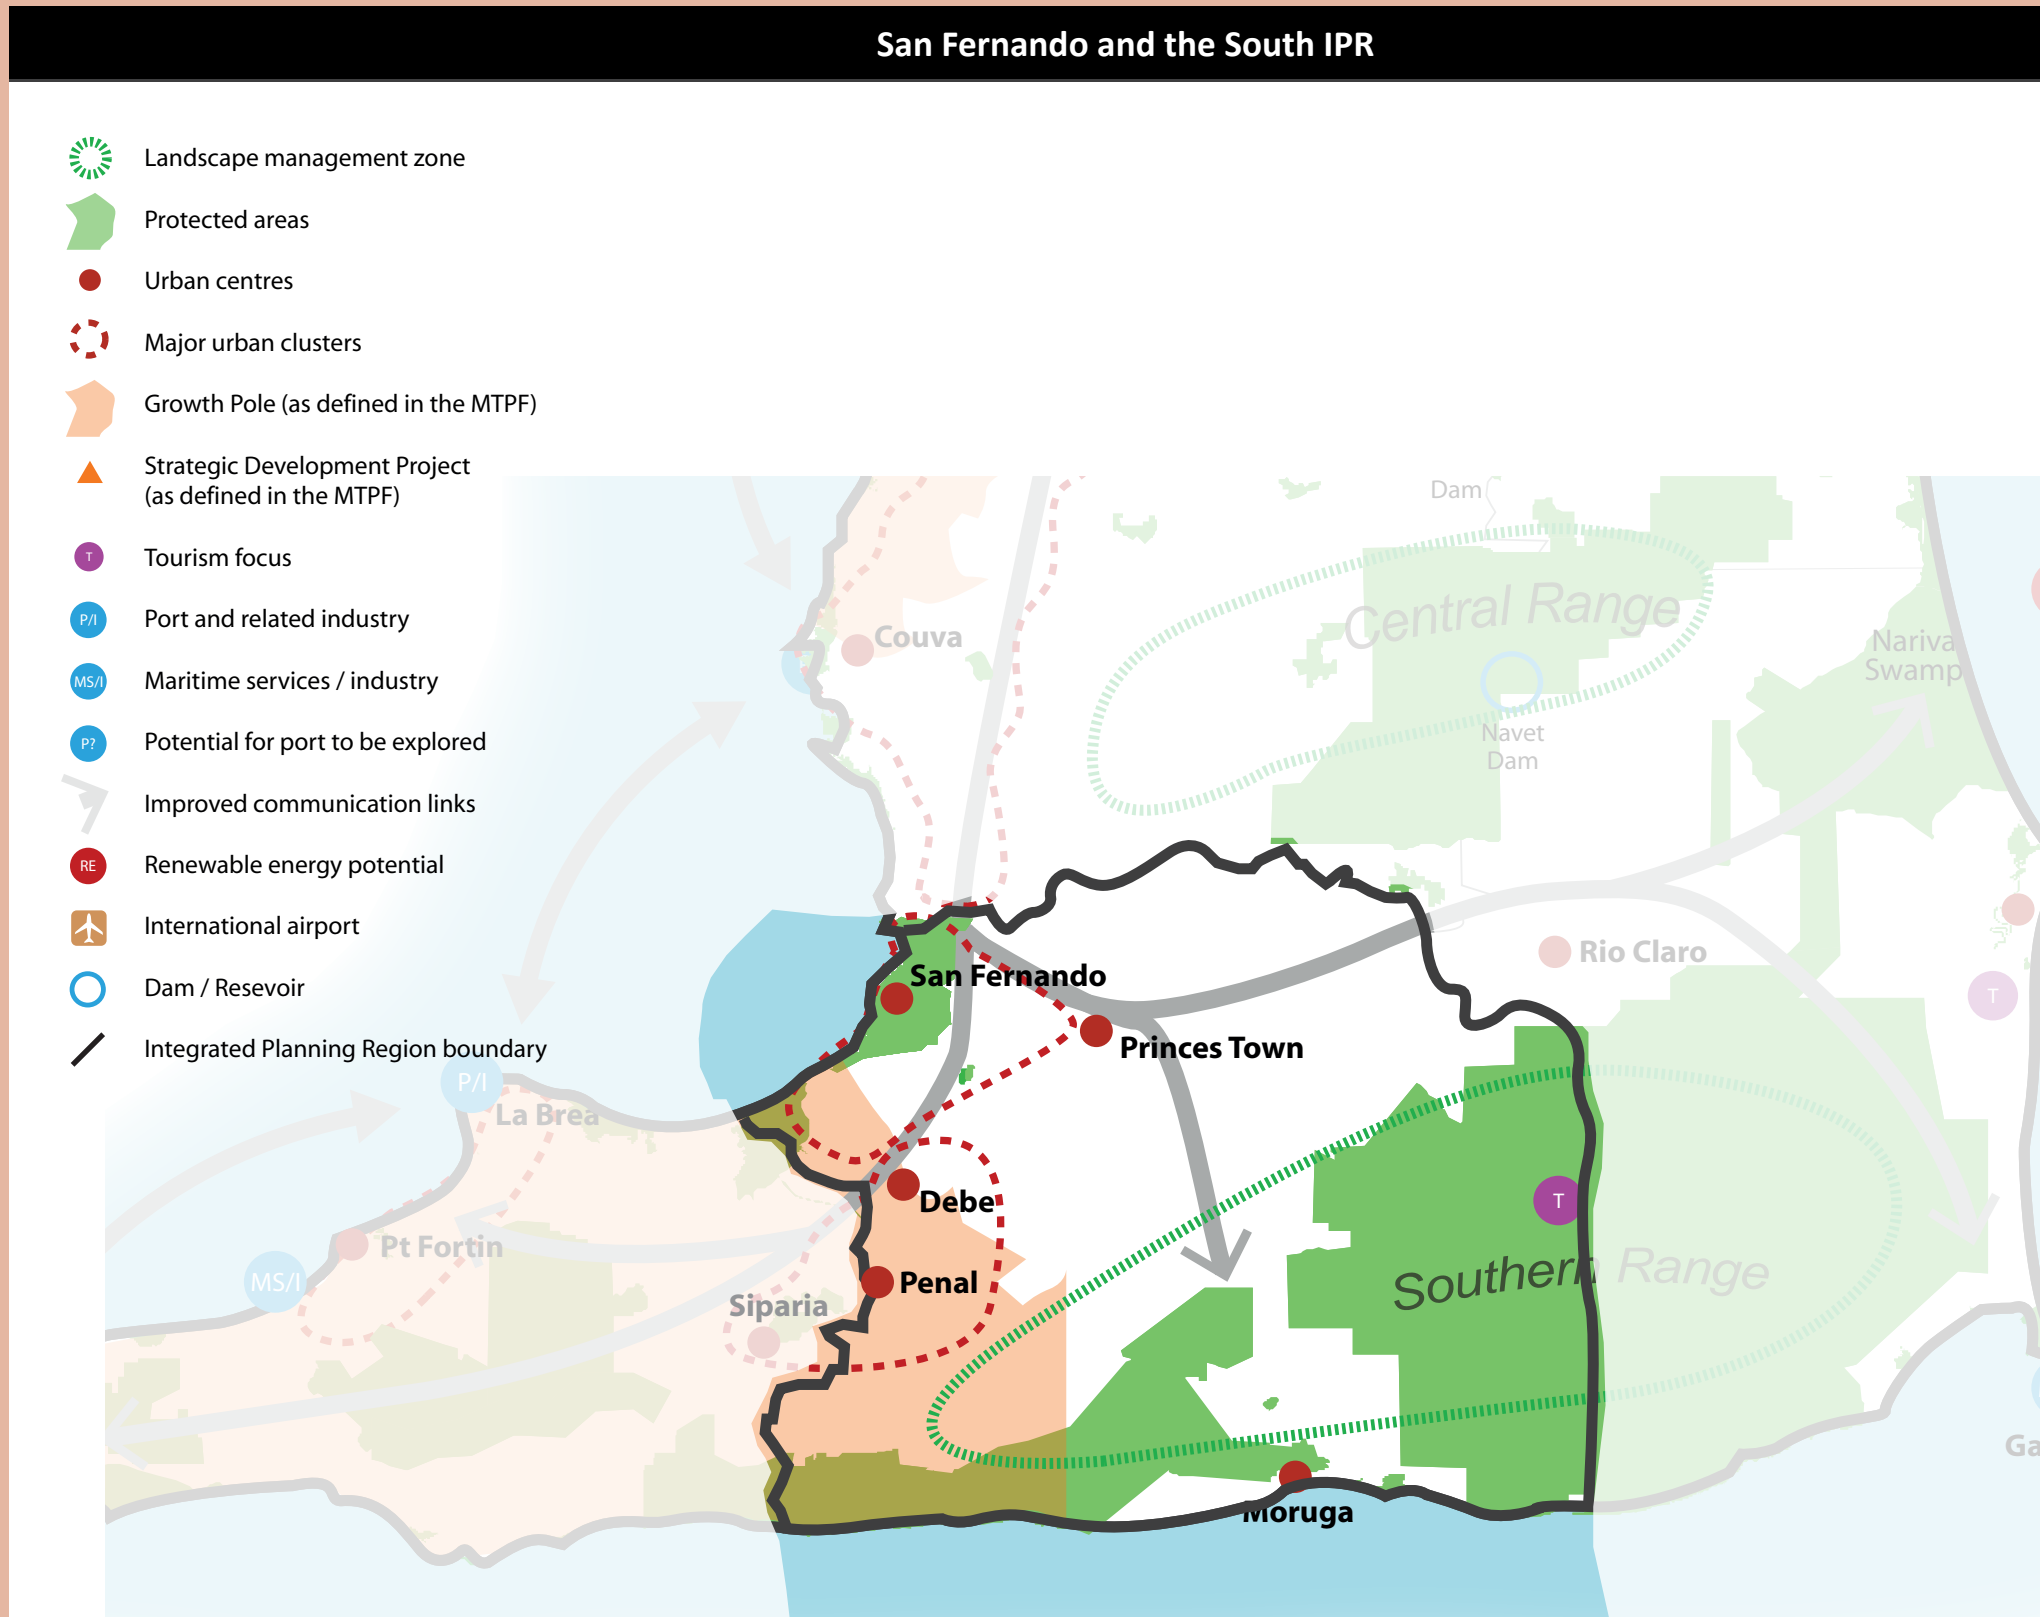 San Fernando and the South IPR
Landscape management zone
Protected areas
Urban centres
Major urban clusters
Growth Pole (as defined in the MTPF)
Strategic Development Project
(as defined in the MTPF)
T
Tourism focus
P/I
Port and related industry
MS/I
Maritime services / industry
P?
Potential for port to be explored
Improved communication links
RE
Renewable energy potential
International airport
Dam / Resevoir
Integrated Planning Region boundary
Dam
Central Range
Couva
Nariva
Swamp
Navet
Dam
Rio Claro
San Fernando
T
Princes Town
P/I
La Brea
Debe
T
Pt Fortin
Southern Range
MS/I
Penal
Siparia
Ga
Moruga